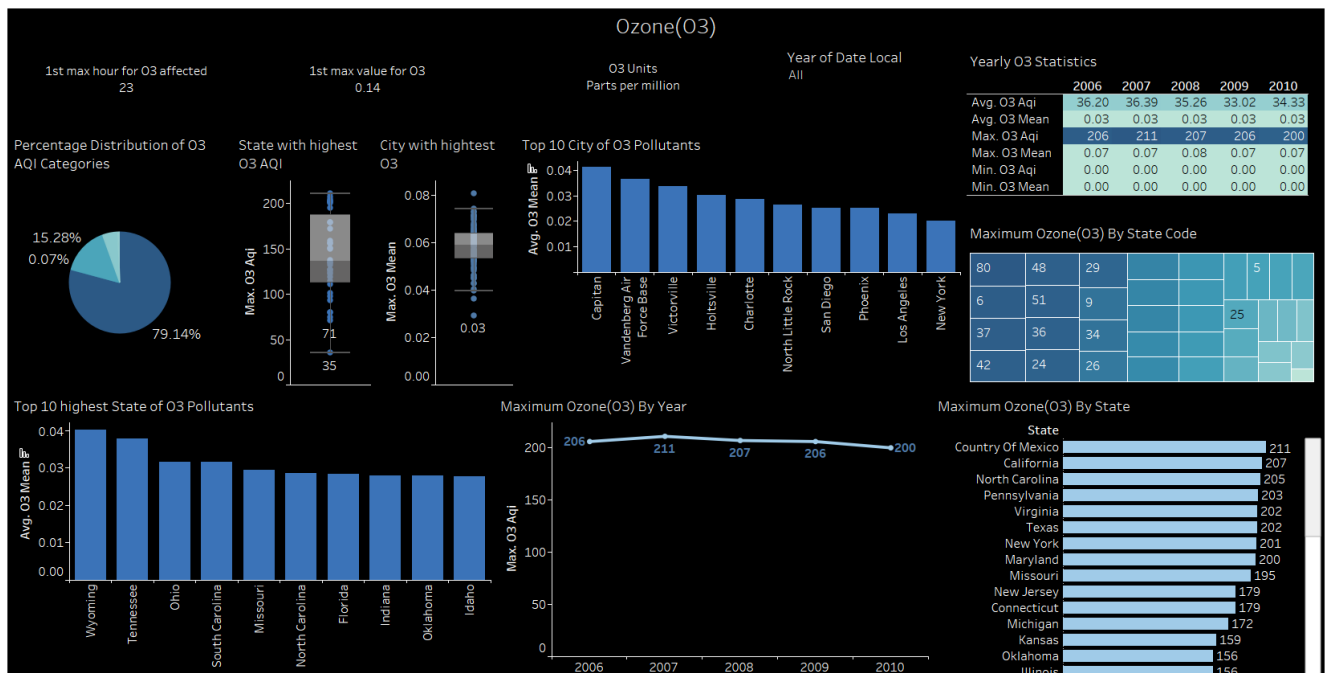 Ozone(O3)
1st max hour for O3 affected
23
1st max value for O3
0.14
O3 Units
Parts per million
Year of Date Local
All
Yearly O3 Statistics
2006 2007 2008 2009 2010
Avg. O3 Aqi 36.20 36.39 35.26 33.02 34.33
Avg. O3 Mean 0.03 0.03 0.03 0.03 0.03
Max. O3 Aqi 206 211 207 206 200
Max. O3 Mean 0.07 0.07 0.08 0.07 0.07
Min. O3 Aqi 0.00 0.00 0.00 0.00 0.00
Min. O3 Mean 0.00 0.00 0.00 0.00 0.00
Percentage Distribution of O3
AQI Categories
15.28%
0.07%
79.14%
State with highest
O3 AQI
Max. O3 Aqi
200
150
100
50
0
71
35
City with hightest
O3
Max. O3 Mean
0.08
0.06
0.04
0.02
0.00
0.03
Top 10 City of O3 Pollutants
Avg. O3 Mean
0.04
0.03
0.02
0.01
Capitan
Vandenberg Air
Force Base
Victorville
Holtsville
Charlotte
North Little Rock
San Diego
Phoenix
Los Angeles
New York
Maximum Ozone(O3) By State Code
80 48 29 5
6 51 9 25
37 36 34
42 24 26
Top 10 highest State of O3 Pollutants
Avg. O3 Mean
0.04
0.03
0.02
0.01
0.00
Wyoming
Tennessee
Ohio
South Carolina
Missouri
North Carolina
Florida
Indiana
Oklahoma
Idaho
Maximum Ozone(O3) By Year
Max. O3 Aqi
200
150
100
50
0
206 211 207 206 200
2006 2007 2008 2009 2010
Maximum Ozone(O3) By State
State
Country Of Mexico 211
California 207
North Carolina 205
Pennsylvania 203
Virginia 202
Texas 202
New York 201
Maryland 200
Missouri 195
New Jersey 179
Connecticut 179
Michigan 172
Kansas 159
Oklahoma 156
Illinois 156